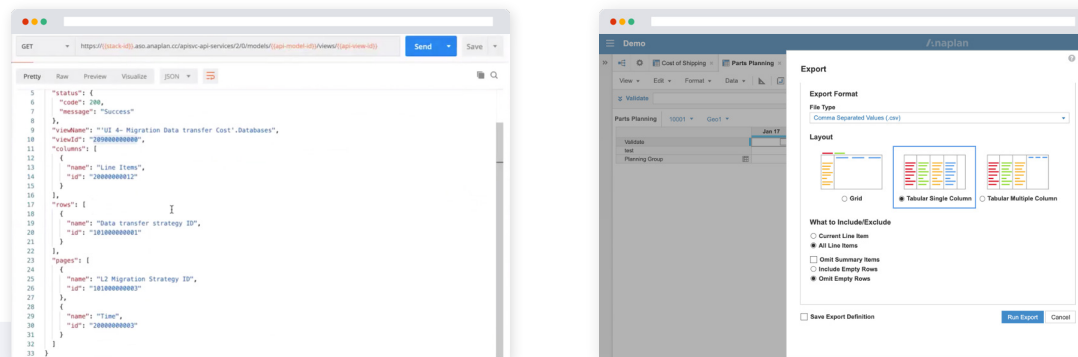 GET https://{{stack-id}}.aso.anaplan.cc/apisvc-api-services/2/0/models/{{api-model-id}}/views/{{api-view-id}} Send Save
Pretty Raw Preview Visualize JSON
5 "status": {
6 "code": 200,
7 "message": "Success"
8 },
9 "viewName": "'UI 4- Migration Data transfer Cost'.Databases",
10 "viewId": "209000000000",
11 "columns": [
12 {
13 "name": "Line Items",
14 "id": "20000000012"
15 }
16 ],
17 "rows": [
18 {
19 "name": "Data transfer strategy ID",
20 "id": "101000000001"
21 }
22 ],
23 "pages": [
24 {
25 "name": "L2 Migration Strategy ID",
26 "id": "101000000003"
27 },
28 {
29 "name": "Time",
30 "id": "20000000003"
31 }
32 ]
33 }
Demo
Anaplan
Cost of Shipping
Parts Planning
View Edit Format Data
Validate
Parts Planning 10001 Geo1
Jan 17
Validate
test
Planning Group
Export
Export Format
File Type
Comma Separated Values (.csv)
Layout
Grid Tabular Single Column Tabular Multiple Column
What to Include/Exclude
Current Line Item
All Line Items
Omit Summary Items
Include Empty Rows
Omit Empty Rows
Save Export Definition Run Export Cancel